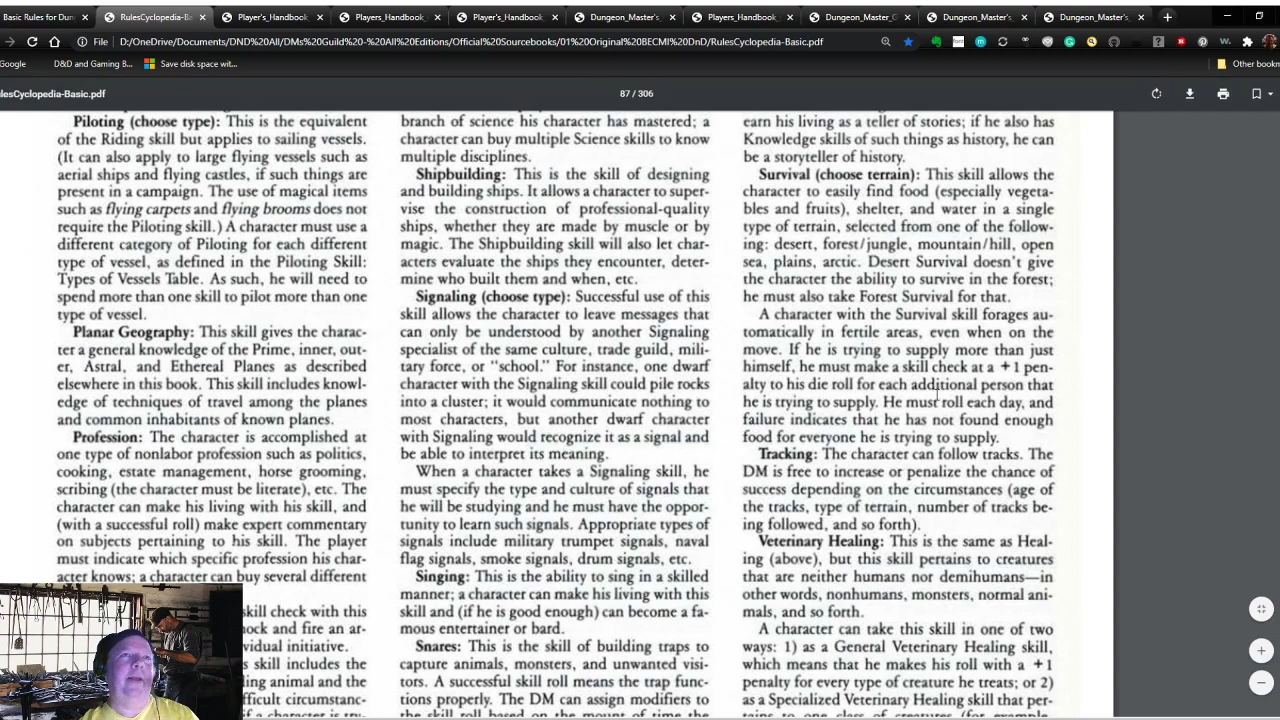 Basic Rules for Dun
RulesCyclopedia-Ba
Player's_Handbook_
Players_Handbook_
Player's_Handbook_
Dungeon_Master's_
Players_Handbook_
Dungeon_Master_G
Dungeon_Master's_
Dungeon_Master's_
File
D:/OneDrive/Documents/DND%20All/DMs%20Guild%20-%20All%20Editions/Official%20Sourcebooks/01%20Original%20BECMI%20DnD/RulesCyclopedia-Basic.pdf
Google
D&D and Gaming B...
Save disk space wit...
Other bookm
ulesCyclopedia-Basic.pdf
87 / 306
Piloting (choose type): This is the equivalent
of the Riding skill but applies to sailing vessels.
(It can also apply to large flying vessels such as
aerial ships and flying castles, if such things are
present in a campaign. The use of magical items
such as flying carpets and flying brooms does not
require the Piloting skill.) A character must use a
different category of Piloting for each different
type of vessel, as defined in the Piloting Skill:
Types of Vessels Table. As such, he will need to
spend more than one skill to pilot more than one
type of vessel.
Planar Geography: This skill gives the charac-
ter a general knowledge of the Prime, inner, out-
er, Astral, and Ethereal Planes as described
elsewhere in this book. This skill includes knowl-
edge of techniques of travel among the planes
and common inhabitants of known planes.
Profession: The character is accomplished at
one type of nonlabor profession such as politics,
cooking, estate management, horse grooming,
scribing (the character must be literate), etc. The
character can make his living with his skill, and
(with a successful roll) make expert commentary
on subjects pertaining to his skill. The player
must indicate which specific profession his char-
acter knows; a character can buy several different
skill check with this
ock and fire an ar-
vidual initiative.
s skill includes the
ling animal and the
fficult circumstanc-
branch of science his character has mastered; a
character can buy multiple Science skills to know
multiple disciplines.
Shipbuilding: This is the skill of designing
and building ships. It allows a character to super-
vise the construction of professional-quality
ships, whether they are made by muscle or by
magic. The Shipbuilding skill will also let char-
acters evaluate the ships they encounter, deter-
mine who built them and when, etc.
Signaling (choose type): Successful use of this
skill allows the character to leave messages that
can only be understood by another Signaling
specialist of the same culture, trade guild, mili-
tary force, or “school.” For instance, one dwarf
character with the Signaling skill could pile rocks
into a cluster; it would communicate nothing to
most characters, but another dwarf character
with Signaling would recognize it as a signal and
be able to interpret its meaning.
When a character takes a Signaling skill, he
must specify the type and culture of signals that
he will be studying and he must have the oppor-
tunity to learn such signals. Appropriate types of
signals include military trumpet signals, naval
flag signals, smoke signals, drum signals, etc.
Singing: This is the ability to sing in a skilled
manner; a character can make his living with this
skill and (if he is good enough) can become a fa-
mous entertainer or bard.
Snares: This is the skill of building traps to
capture animals, monsters, and unwanted visi-
tors. A successful skill roll means the trap func-
tions properly. The DM can assign modifiers to
the skill roll based on the mount of time the
earn his living as a teller of stories; if he also has
Knowledge skills of such things as history, he can
be a storyteller of history.
Survival (choose terrain): This skill allows the
character to easily find food (especially vegeta-
bles and fruits), shelter, and water in a single
type of terrain, selected from one of the follow-
ing: desert, forest/jungle, mountain/hill, open
sea, plains, arctic. Desert Survival doesn't give
the character the ability to survive in the forest;
he must also take Forest Survival for that.
A character with the Survival skill forages au-
tomatically in fertile areas, even when on the
move. If he is trying to supply more than just
himself, he must make a skill check at a +1 pen-
alty to his die roll for each additional person that
he is trying to supply. He must roll each day, and
failure indicates that he has not found enough
food for everyone he is trying to supply.
Tracking: The character can follow tracks. The
DM is free to increase or penalize the chance of
success depending on the circumstances (age of
the tracks, type of terrain, number of tracks be-
ing followed, and so forth).
Veterinary Healing: This is the same as Heal-
ing (above), but this skill pertains to creatures
that are neither humans nor demihumans—in
other words, nonhumans, monsters, normal ani-
mals, and so forth.
A character can take this skill in one of two
ways: 1) as a General Veterinary Healing skill,
which means that he makes his roll with a +1
penalty for every type of creature he treats; or 2)
as a Specialized Veterinary Healing skill that per-